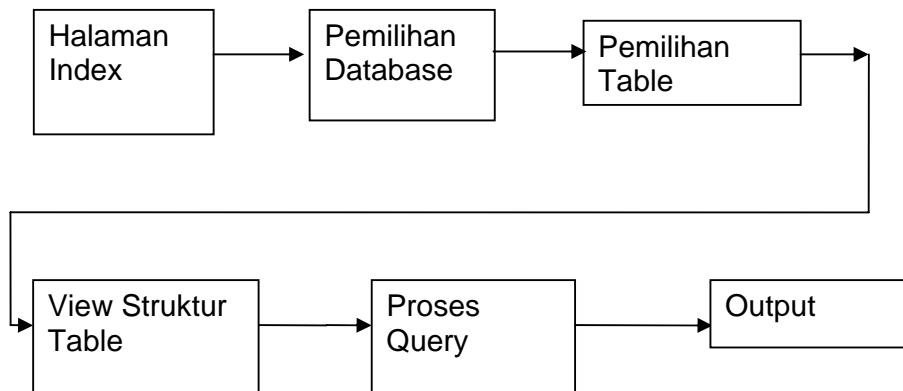 Halaman
Index
Pemilihan
Database
Pemilihan
Table
View Struktur
Table
Proses
Query
Output